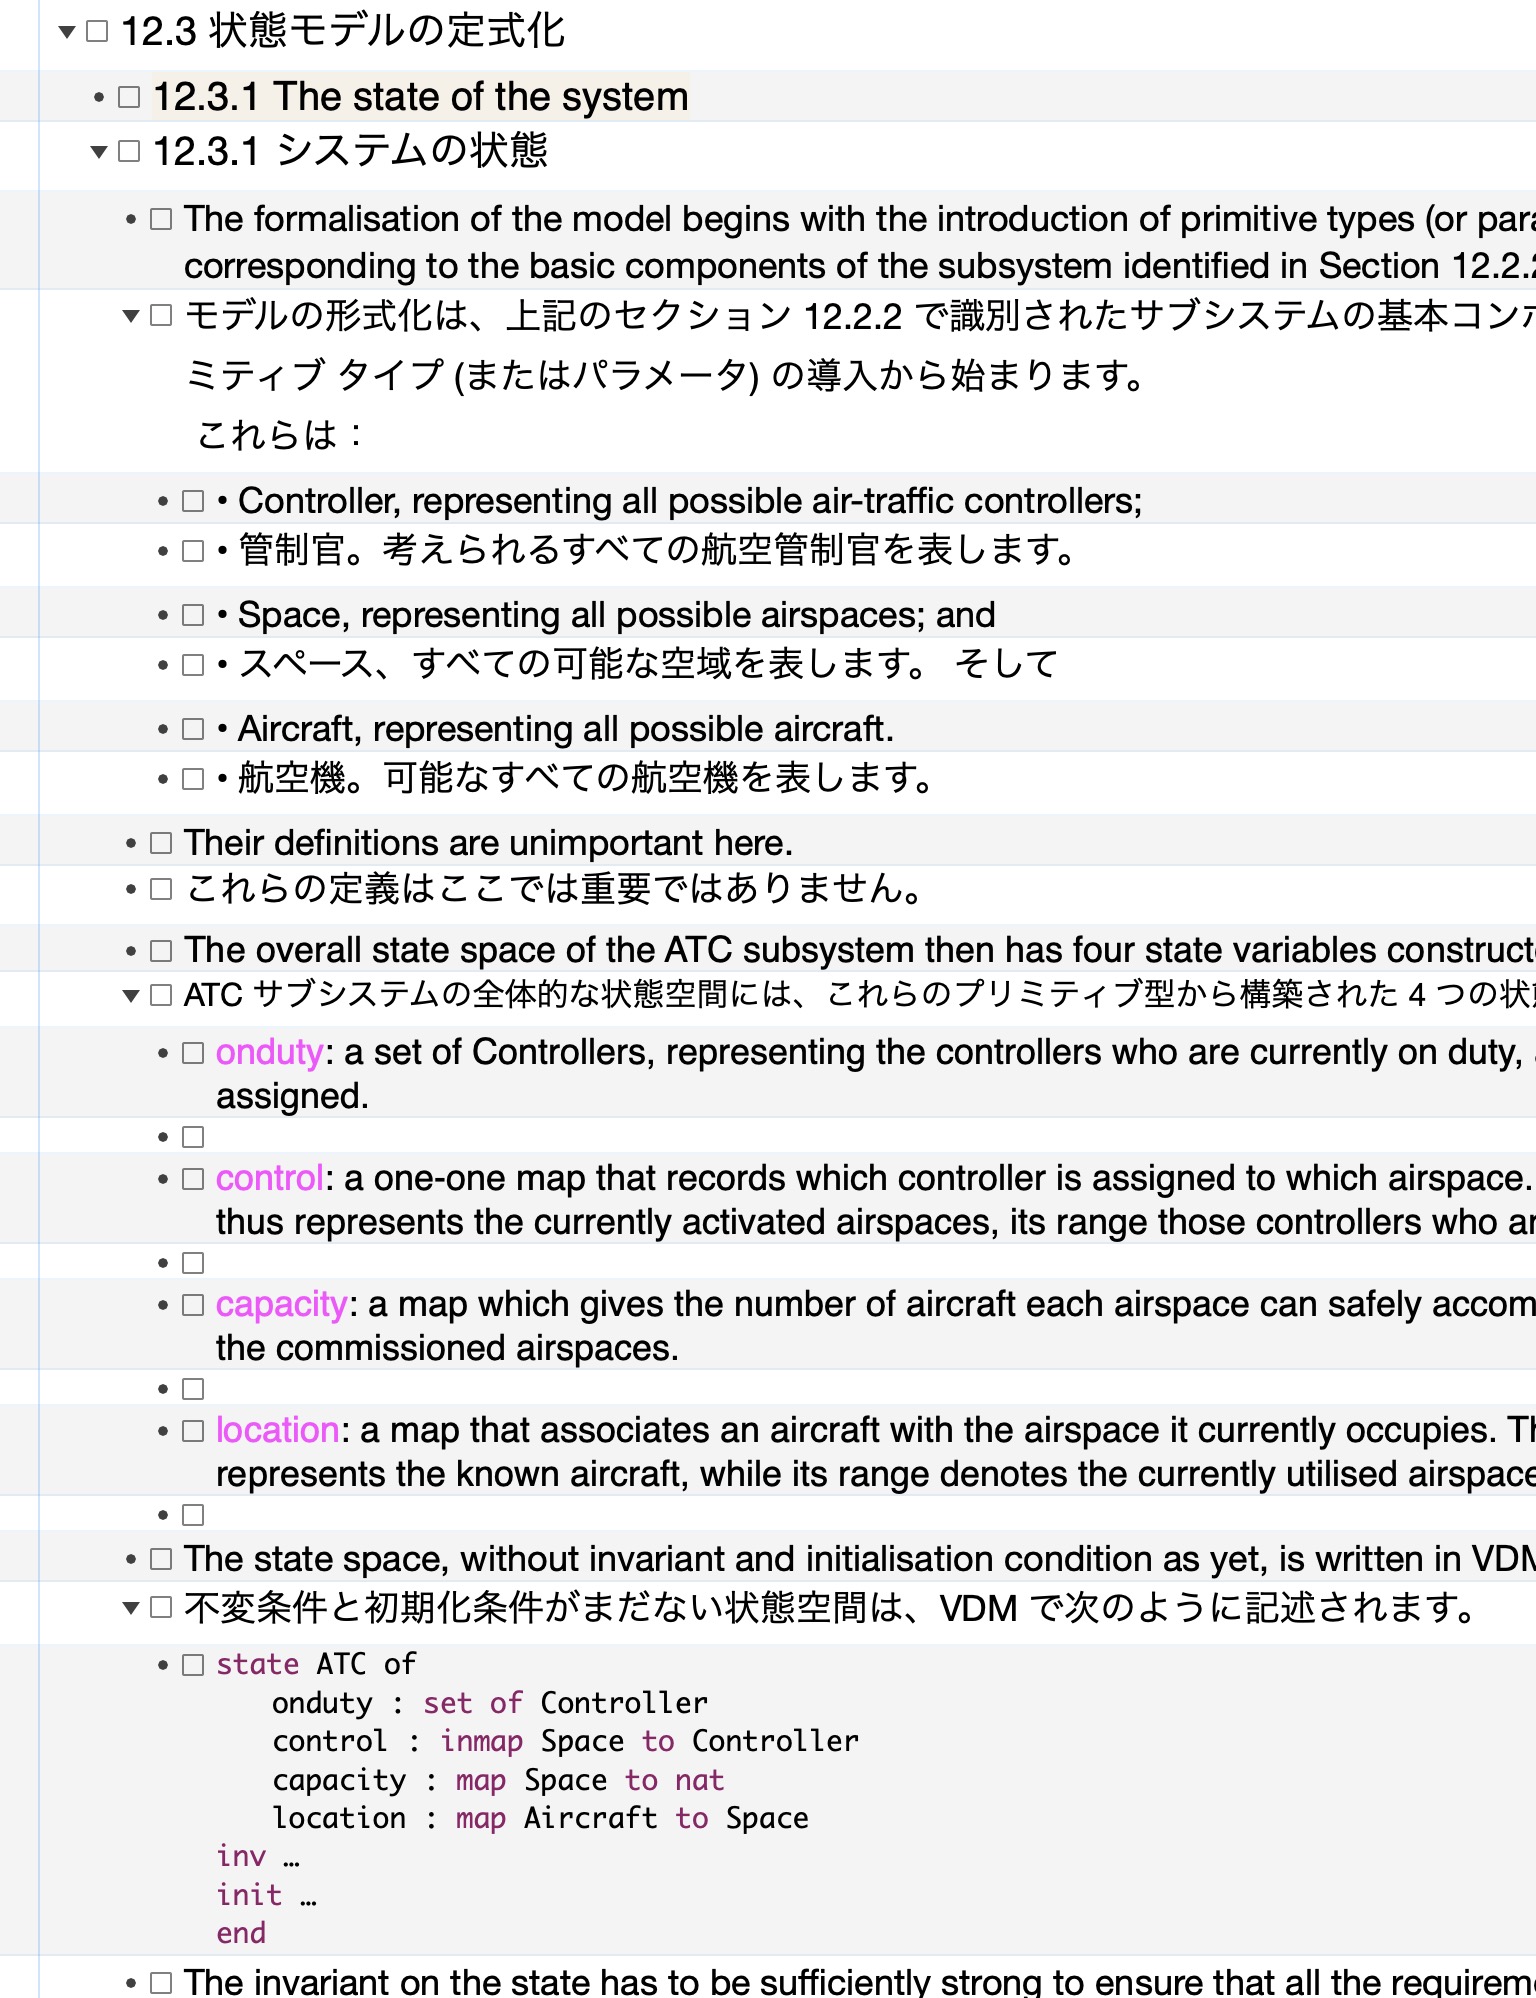 12.3 状態モデルの定式化
12.3.1 The state of the system
12.3.1 システムの状態
The formalisation of the model begins with the introduction of primitive types (or
corresponding to the basic components of the subsystem identified in Section 12.2.2
モデルの形式化は、上記のセクション 12.2.2 で識別されたサブシステムの基本コン
ミティブ タイプ (またはパラメータ) の導入から始まります。
これらは：
• Controller, representing all possible air-traffic controllers;
• 管制官。考えられるすべての航空管制官を表します。
• Space, representing all possible airspaces; and
• スペース、すべての可能な空域を表します。 そして
• Aircraft, representing all possible aircraft.
• 航空機。可能なすべての航空機を表します。
Their definitions are unimportant here.
これらの定義はここでは重要ではありません。
The overall state space of the ATC subsystem then has four state variables
ATC サブシステムの全体的な状態空間には、これらのプリミティブ型から構築された 4 つの状
onduty: a set of Controllers, representing the controllers who are currently on duty,
assigned.
control: a one-one map that records which controller is assigned to which airspace.
thus represents the currently activated airspaces, its range those controllers who
capacity: a map which gives the number of aircraft each airspace can safely
the commissioned airspaces.
location: a map that associates an aircraft with the airspace it currently occupies.
represents the known aircraft, while its range denotes the currently utilised
The state space, without invariant and initialisation condition as yet, is written in
不変条件と初期化条件がまだない状態空間は、VDM で次のように記述されます。
state ATC of
onduty : set of Controller
control : inmap Space to Controller
capacity : map Space to nat
location : map Aircraft to Space
inv …
init …
end
The invariant on the state has to be sufficiently strong to ensure that all the